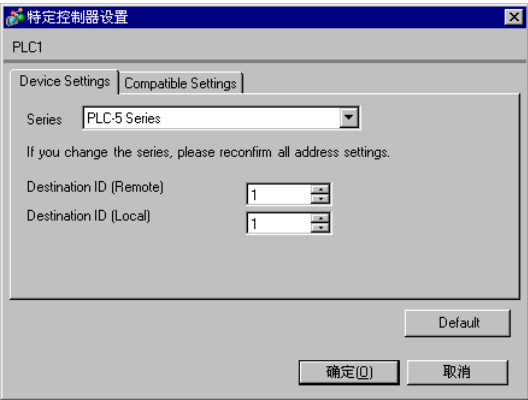 特定控制器设置
PLC1
Device Settings Compatible Settings
Series PLC-5 Series
If you change the series, please reconfirm all address settings.
Destination ID (Remote) 1
Destination ID (Local) 1
Default
确定(O) 取消